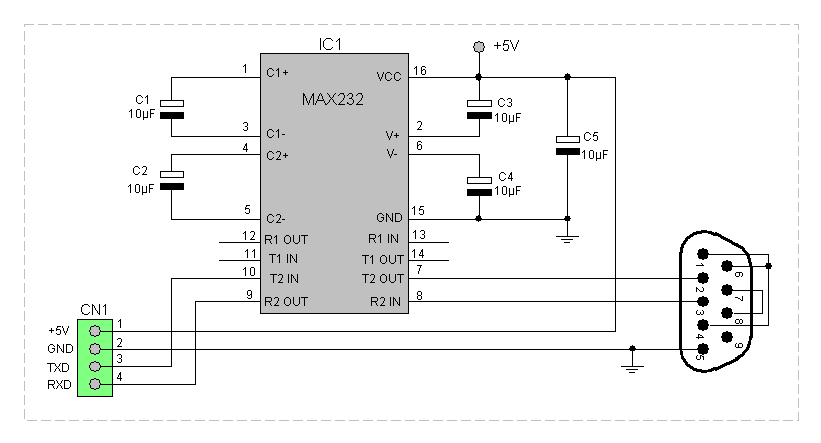 IC1
+5V
1
C1+
VCC
16
MAX232
C1
10µF
C3
10µF
3
C1-
V+
2
C5
10µF
4
C2+
V-
6
C2
10µF
C4
10µF
5
C2-
GND
15
12
R1 OUT
R1 IN
13
11
T1 IN
T1 OUT
14
10
T2 IN
T2 OUT
7
9
R2 OUT
R2 IN
8
1
6
2
7
3
8
4
9
5
CN1
+5V
1
GND
2
TXD
3
RXD
4